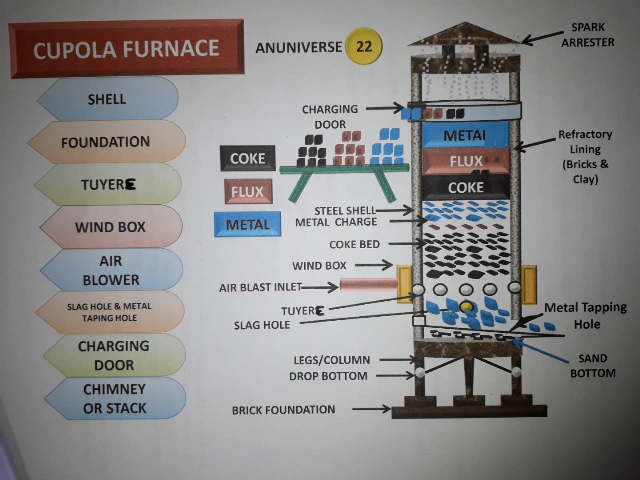 CUPOLA FURNACE
ANUNIVERSE 22
SHELL
FOUNDATION
TUYERE
WIND BOX
AIR
BLOWER
SLAG HOLE & METAL
TAPING HOLE
CHARGING
DOOR
CHIMNEY
OR STACK
SPARK
ARRESTER
CHARGING
DOOR
COKE
FLUX
METAL
METAL
FLUX
COKE
Refractory
Lining
(Bricks &
Clay)
STEEL SHELL
METAL CHARGE
COKE BED
WIND BOX
AIR BLAST INLET
TUYERE
SLAG HOLE
Metal Tapping
Hole
LEGS/COLUMN
DROP BOTTOM
SAND
BOTTOM
BRICK FOUNDATION